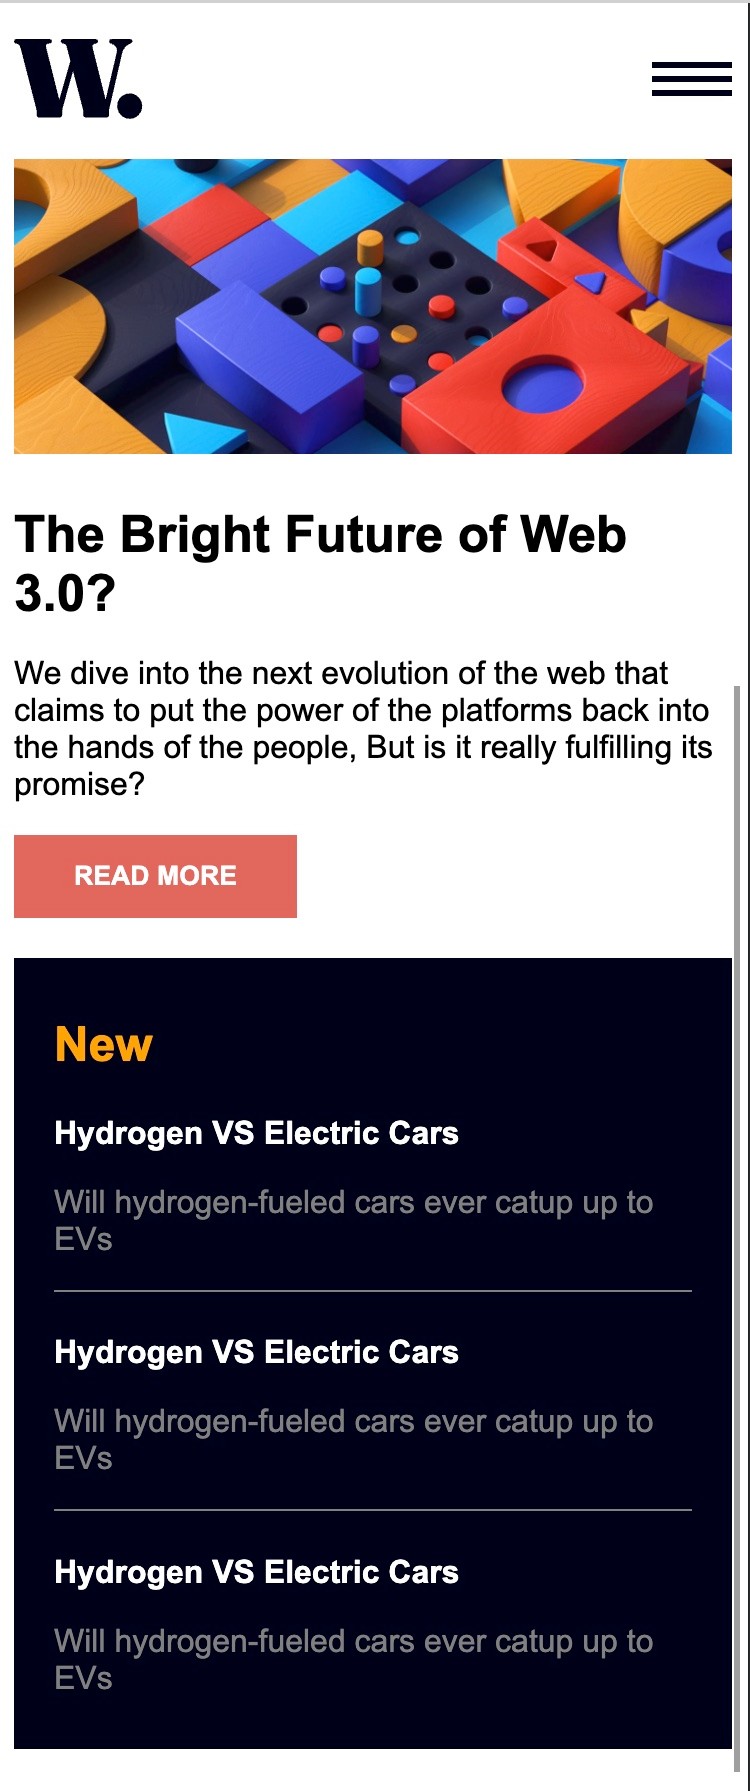 W.
The Bright Future of Web
3.0?
We dive into the next evolution of the web that
claims to put the power of the platforms back into
the hands of the people, But is it really fulfilling its
promise?
READ MORE
New
Hydrogen VS Electric Cars
Will hydrogen-fueled cars ever catup up to
EVs
Hydrogen VS Electric Cars
Will hydrogen-fueled cars ever catup up to
EVs
Hydrogen VS Electric Cars
Will hydrogen-fueled cars ever catup up to
EVs